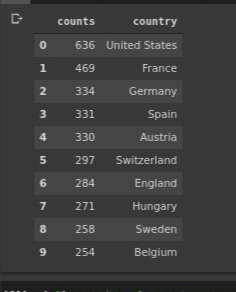 counts country
0 636 United States
1 469 France
2 334 Germany
3 331 Spain
4 330 Austria
5 297 Switzerland
6 284 England
7 271 Hungary
8 258 Sweden
9 254 Belgium